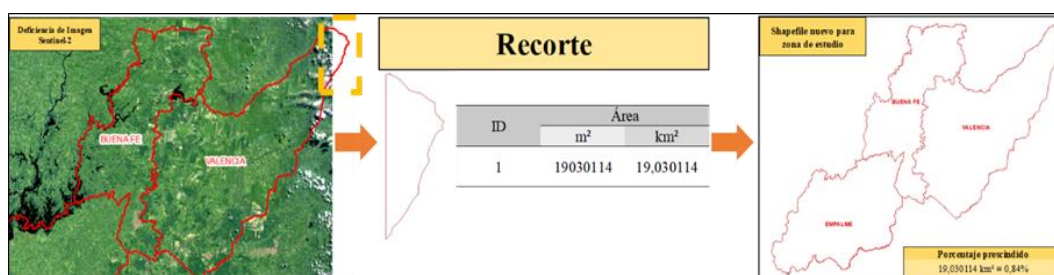 Deficiencia de Imagen
Sentinel-2
BUENA FE
VALENCIA
Recorte
ID
Área
m²
km²
1
19030114
19,030114
Shapefile nuevo para
zona de estudio
BUENA FE
VALENCIA
EMPALME
Porcentaje prescindido
19,030114 km² = 0,84%